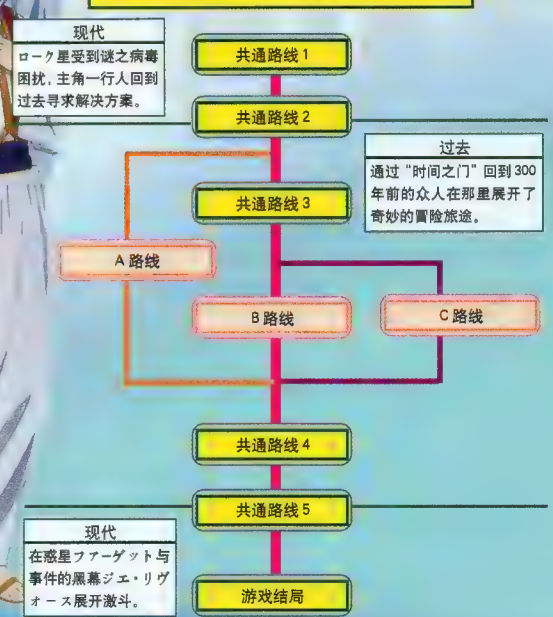 现代
ローク星受到谜之病毒
困扰，主角一行人回到
过去寻求解决方案。
共通路线1
共通路线2
过去
通过“时间之门”回到300
年前的众人在那里展开了
奇妙的冒险旅途。
共通路线3
A路线
B路线
C路线
共通路线4
共通路线5
现代
在惑星ファーゲット与
事件的黑幕ジエ·リヴ
ォース展开激斗。
游戏结局